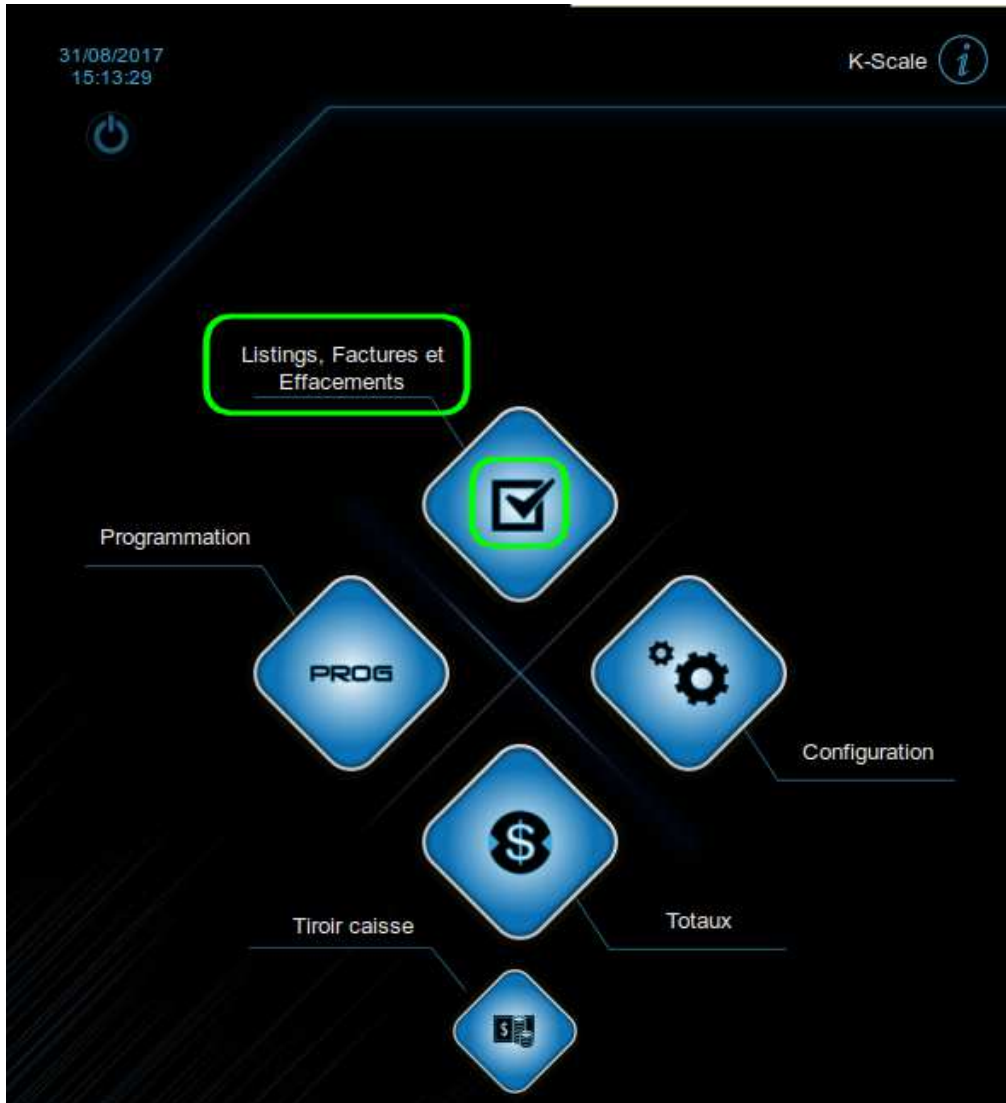 31/08/2017
15:13:29
K-Scale
i
Listings, Factures et
Effacements
Programmation
PROG
Configuration
$
Totaux
Tiroir caisse
$